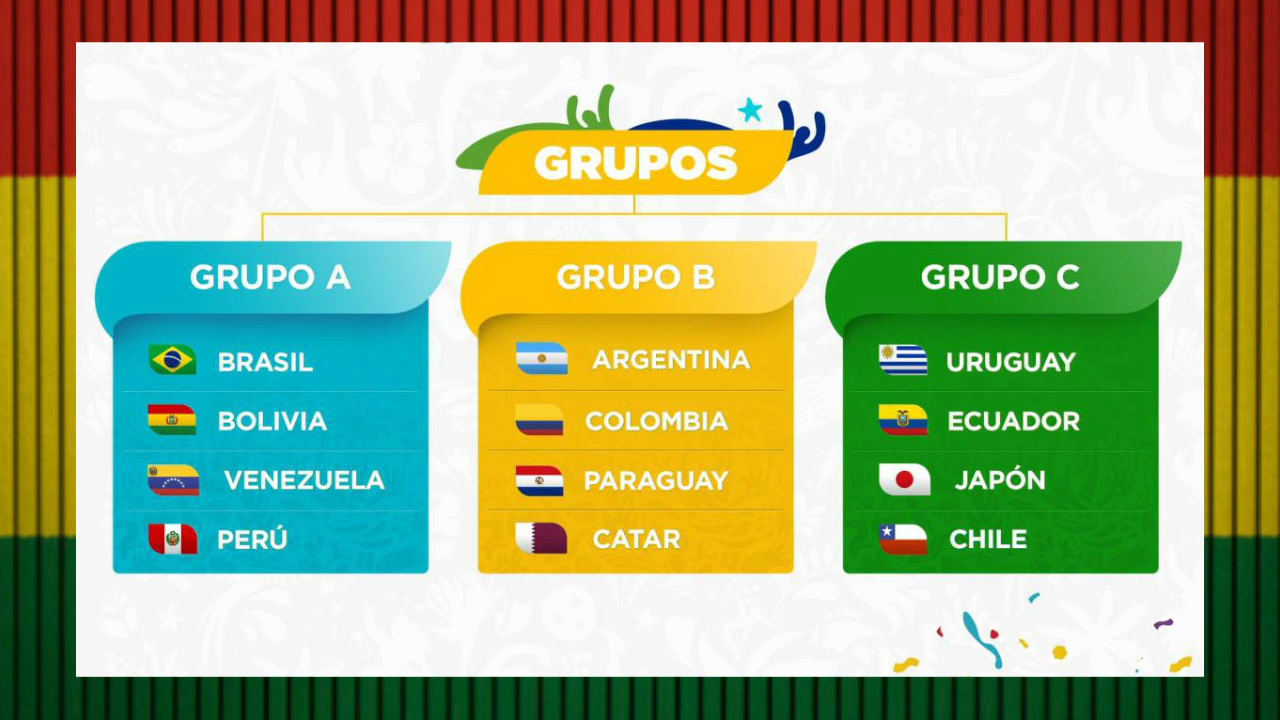 GRUPOS
GRUPO A
BRASIL
BOLIVIA
VENEZUELA
PERÚ
GRUPO B
ARGENTINA
COLOMBIA
PARAGUAY
CATAR
GRUPO C
URUGUAY
ECUADOR
JAPÓN
CHILE